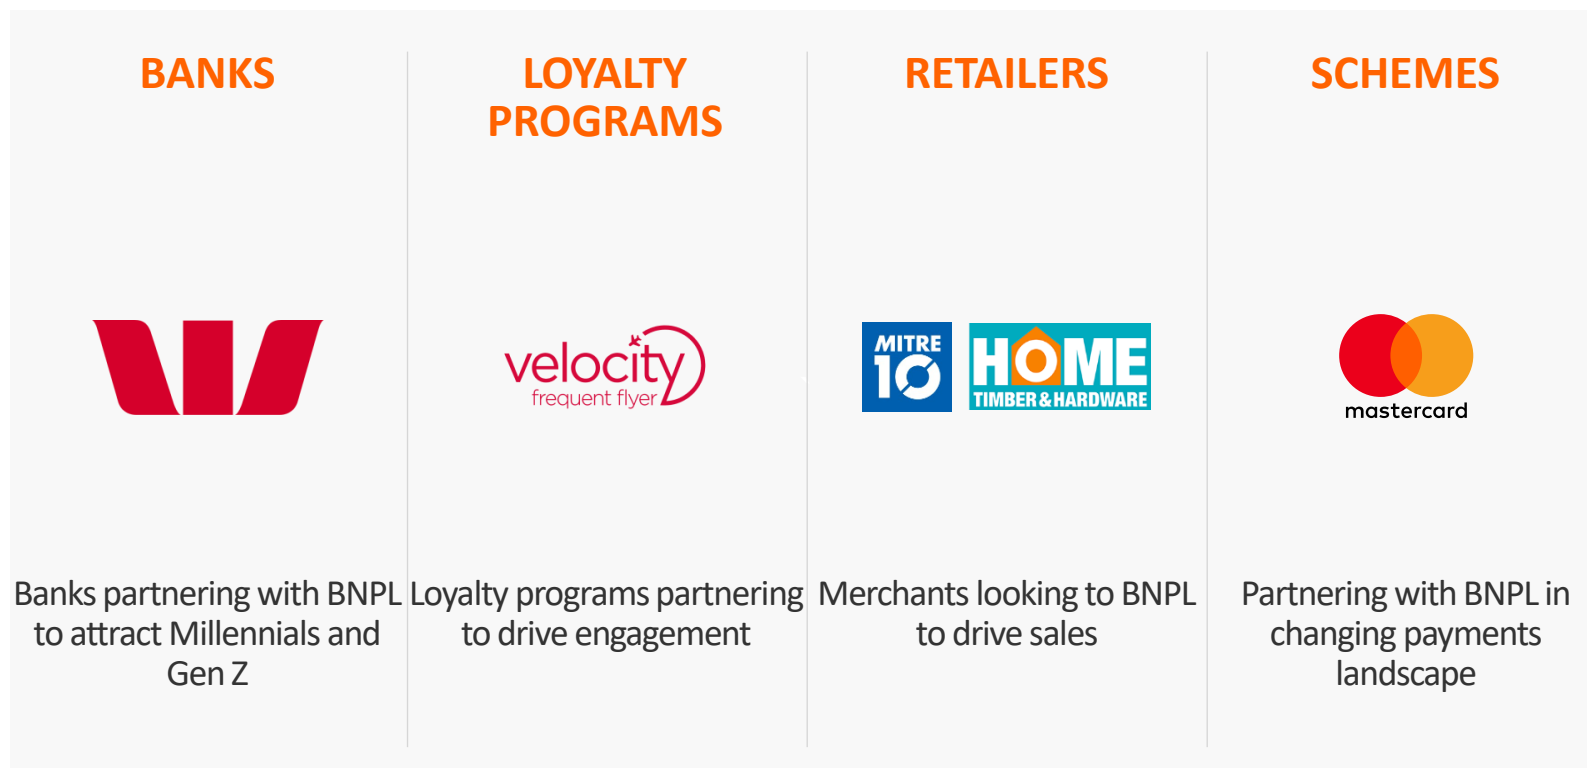 BANKS
LOYALTY
PROGRAMS
RETAILERS
SCHEMES
velocity
frequent flyer
MITRE
10
HOME
TIMBER & HARDWARE
mastercard
Banks partnering with BNPL
to attract Millennials and
Gen Z
Loyalty programs partnering
to drive engagement
Merchants looking to BNPL
to drive sales
Partnering with BNPL in
changing payments
landscape